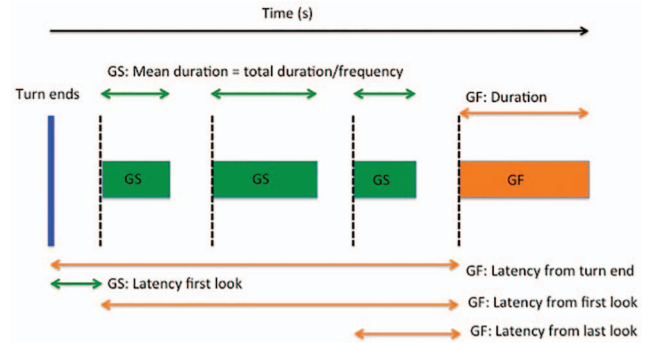 Time (s)
GS: Mean duration = total duration/frequency
Turn ends
GF: Duration
GS
GS
GS
GF
GF: Latency from turn end
GS: Latency first look
GF: Latency from first look
GF: Latency from last look